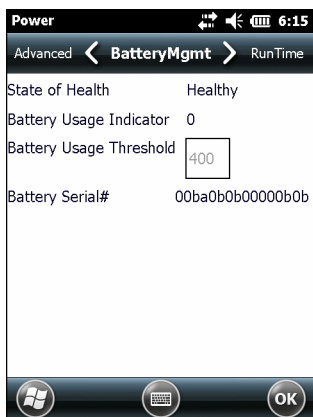 Power 6:15
Advanced BatteryMgmt RunTime
State of Health Healthy
Battery Usage Indicator 0
Battery Usage Threshold 400
Battery Serial# 00ba0b0b00000b0b
OK